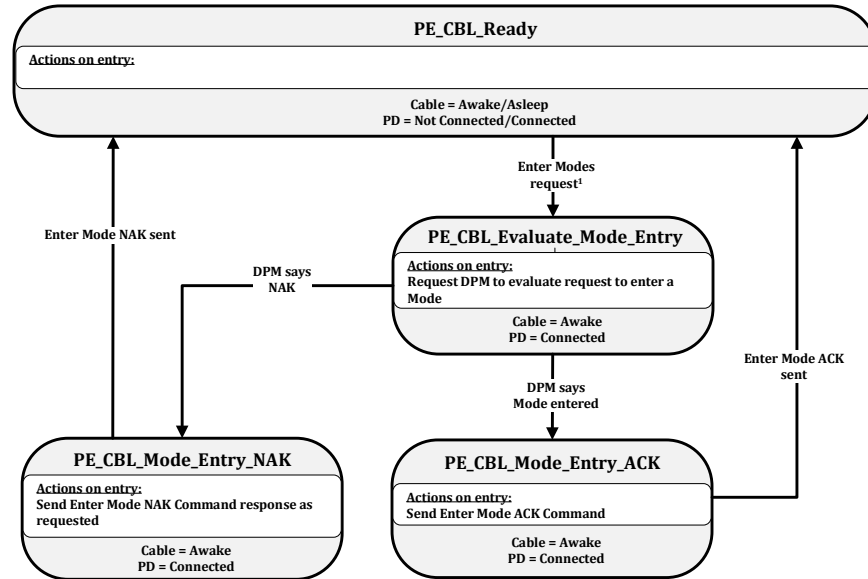 PE_CBL_Ready
Actions on entry:
Cable = Awake/Asleep
PD = Not Connected/Connected
Enter Modes
request¹
Enter Mode NAK sent
PE_CBL_Evaluate_Mode_Entry
Actions on entry:
Request DPM to evaluate request to enter a
Mode
Cable = Awake
PD = Connected
DPM says
NAK
Enter Mode ACK
sent
DPM says
Mode entered
PE_CBL_Mode_Entry_NAK
Actions on entry:
Send Enter Mode NAK Command response as
requested
Cable = Awake
PD = Connected
PE_CBL_Mode_Entry_ACK
Actions on entry:
Send Enter Mode ACK Command
Cable = Awake
PD = Connected